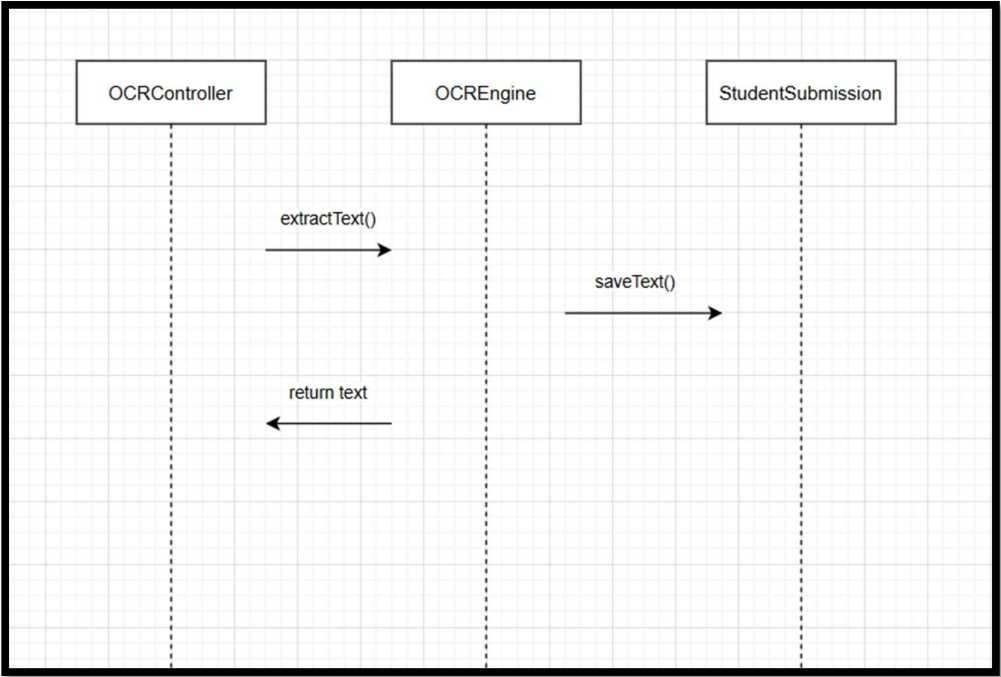 OCRController
OCREngine
StudentSubmission
extractText()
saveText()
return text